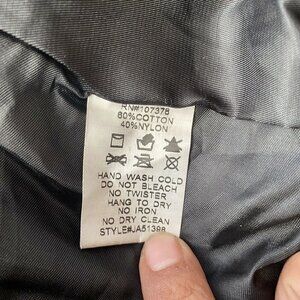 RN#107378
60%COTTON
40%NYLON
HAND WASH COLD
DO NOT BLEACH
NO TWISTER
HANG TO DRY
NO IRON
NO DRY CLEAN
STYLE#JA51398